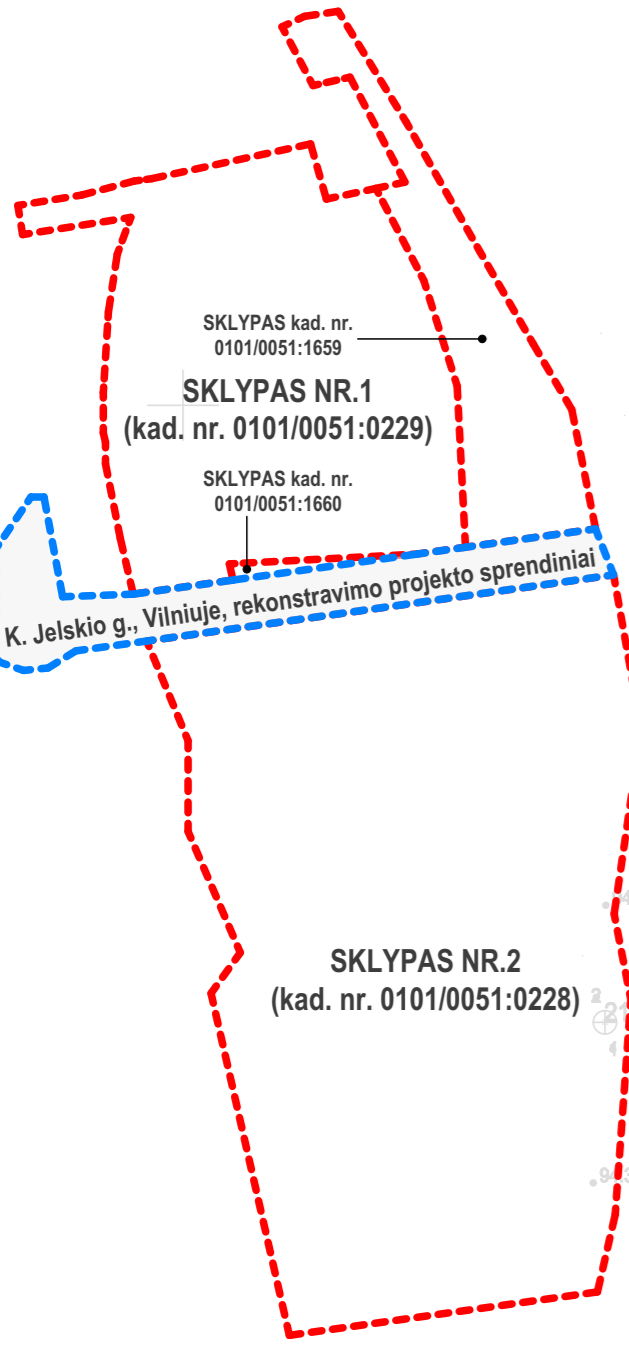 SKLYPAS kad. nr.
0101/0051:1659
SKLYPAS NR.1
(kad. nr. 0101/0051:0229)
SKLYPAS kad. nr.
0101/0051:1660
K. Jelskio g., Vilniuje, rekonstravimo projekto sprendiniai
SKLYPAS NR.2
(kad. nr. 0101/0051:0228)